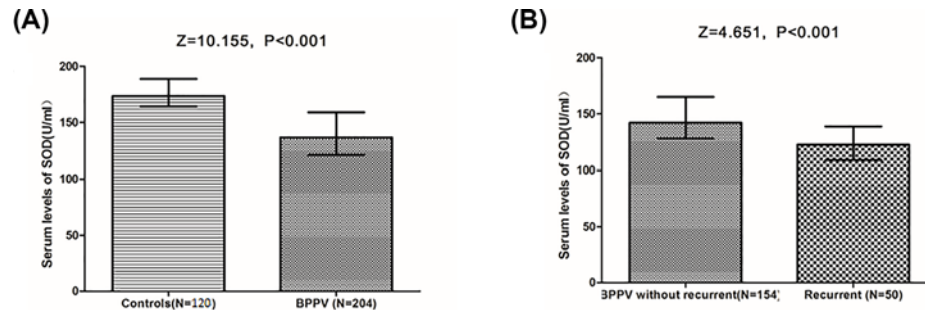 (A)
Z=10.155, P<0.001
Serum levels of SOD(U/ml)
200
150
100
50
0
Controls(N=120)
BPPV (N=204)
(B)
Z=4.651, P<0.001
Serum levels of SOD(U/ml)
200
150
100
50
0
BPPV without recurrent(N=154)
Recurrent (N=50)